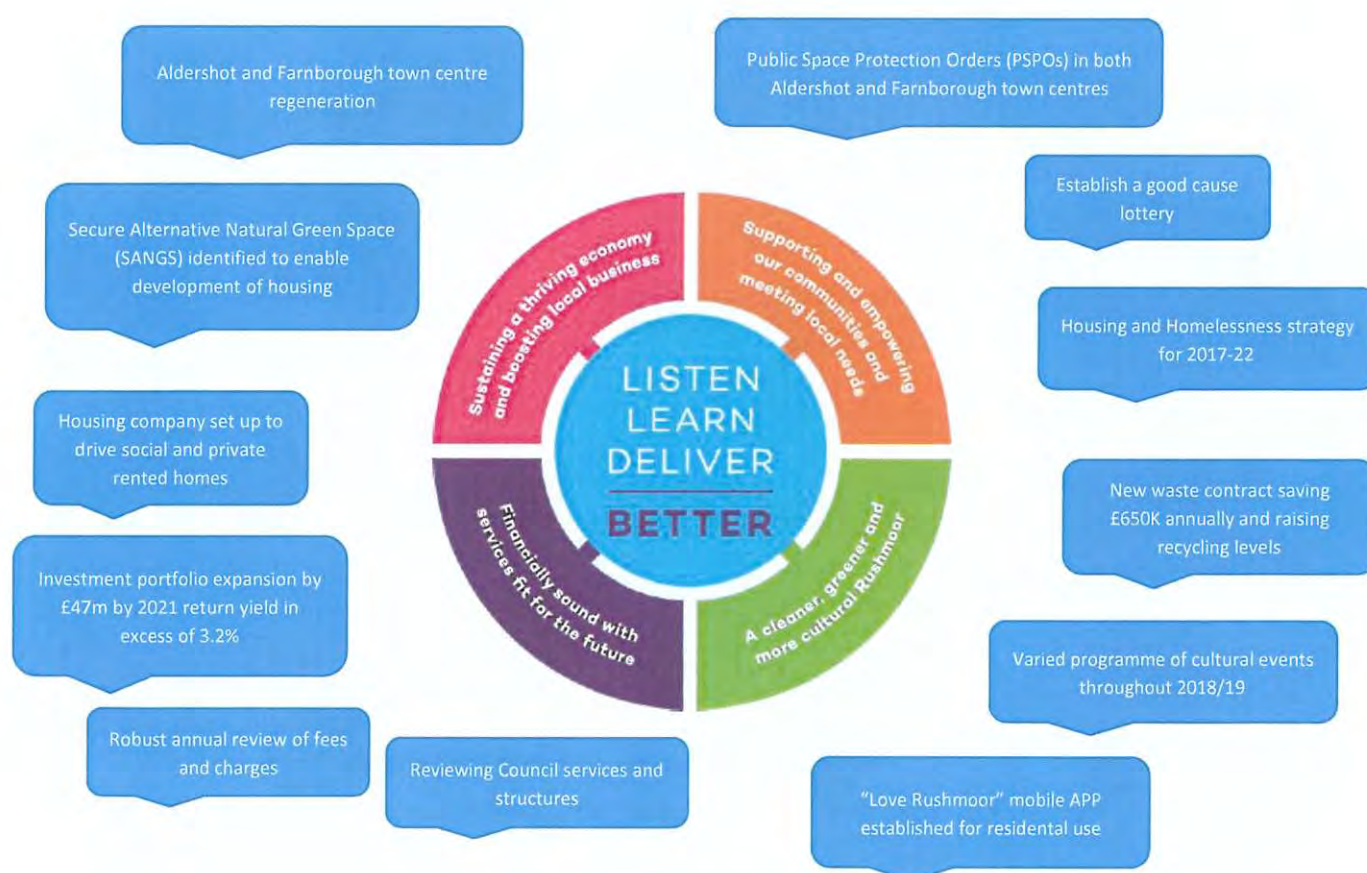 Aldershot and Farnborough town centre
regeneration
Public Space Protection Orders (PSPOs) in both
Aldershot and Farnborough town centres
Secure Alternative Natural Green Space
(SANGS) identified to enable
development of housing
Establish a good cause
lottery
Sustaining a thriving economy
and boosting local business
Supporting and empowering
our communities and
meeting local needs
Housing and Homelessness strategy
for 2017-22
LISTEN
LEARN
DELIVER
BETTER
Housing company set up to
drive social and private
rented homes
New waste contract saving
£650K annually and raising
recycling levels
Financially sound with
services fit for the future
A cleaner, greener and
more cultural Rushmoor
Investment portfolio expansion by
£47m by 2021 return yield in
excess of 3.2%
Varied programme of cultural events
throughout 2018/19
Robust annual review of fees
and charges
Reviewing Council services and
structures
"Love Rushmoor" mobile APP
established for residental use